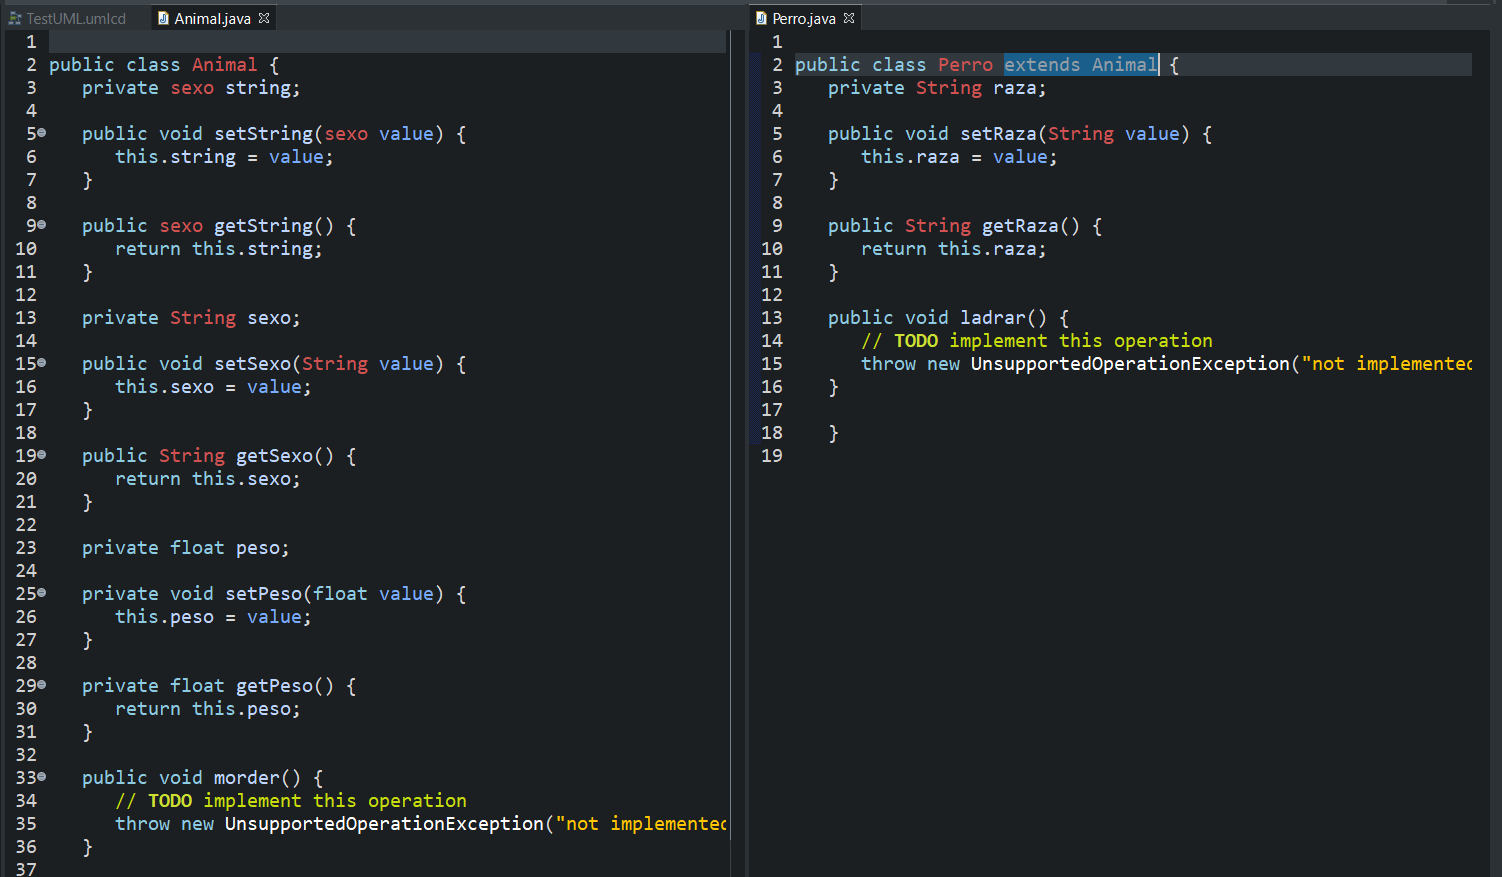 TestUML.umlcd
Animal.java
1
2 public class Animal {
3 private sexo string;
4
5 public void setString(sexo value) {
6 this.string = value;
7 }
8
9 public sexo getString() {
10 return this.string;
11 }
12
13 private String sexo;
14
15 public void setSexo(String value) {
16 this.sexo = value;
17 }
18
19 public String getSexo() {
20 return this.sexo;
21 }
22
23 private float peso;
24
25 private void setPeso(float value) {
26 this.peso = value;
27 }
28
29 private float getPeso() {
30 return this.peso;
31 }
32
33 public void morder() {
34 // TODO implement this operation
35 throw new UnsupportedOperationException("not implemented
36 }
37
Perro.java
1
2 public class Perro extends Animal {
3 private String raza;
4
5 public void setRaza(String value) {
6 this.raza = value;
7 }
8
9 public String getRaza() {
10 return this.raza;
11 }
12
13 public void ladrar() {
14 // TODO implement this operation
15 throw new UnsupportedOperationException("not implemented
16 }
17
18 }
19